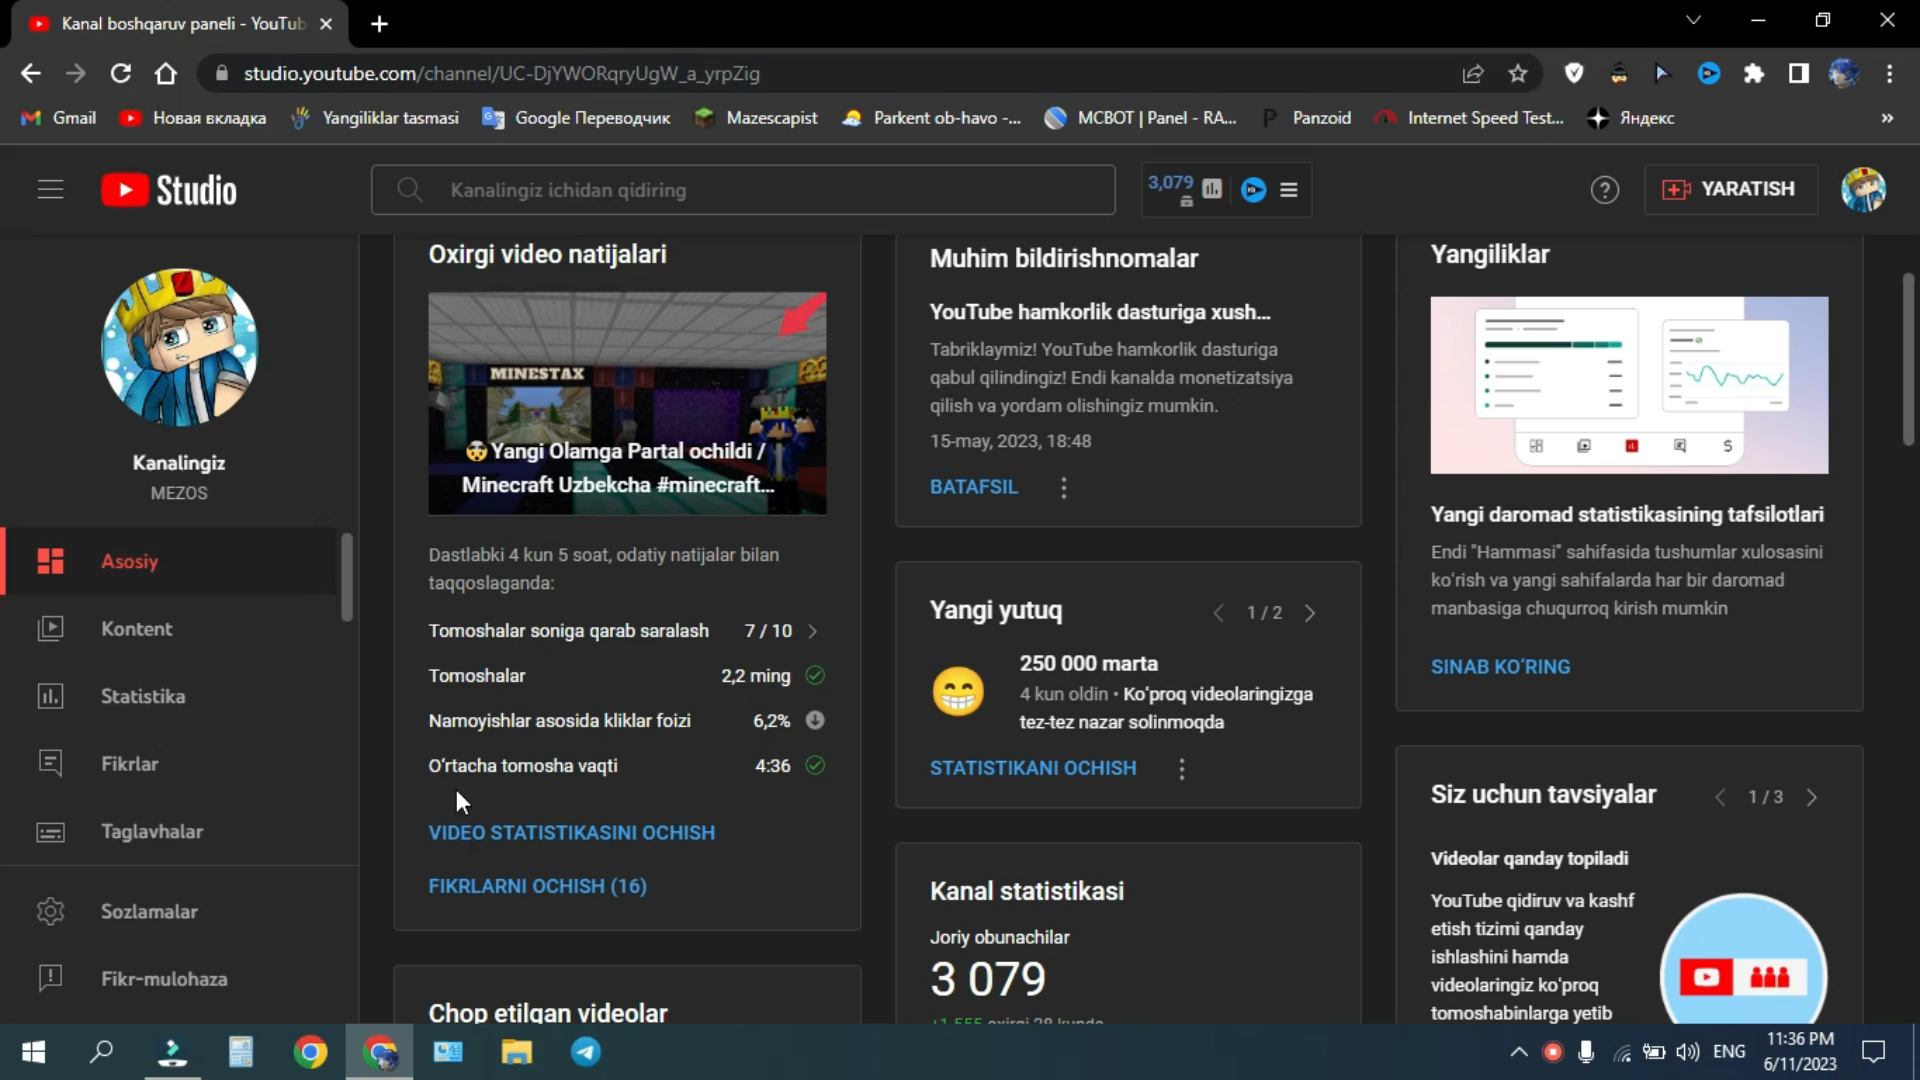 Kanal boshqaruv paneli - YouTub
studio.youtube.com/channel/UC-DjYWORqryUgW_a_yrpZig
Gmail
Новая вкладка
Yangiliklar tasmasi
Google Переводчик
Mazescapist
Parkent ob-havo -...
MCBOT | Panel - RA...
Panzoid
Internet Speed Test...
Яндекс
Studio
Kanalingiz ichidan qidiring
3,079
YARATISH
Kanalingiz
MEZOS
Asosiy
Kontent
Statistika
Fikrlar
Taglavhalar
Sozlamalar
Fikr-mulohaza
Oxirgi video natijalari
MINESTAX
Yangi Olamga Partal ochildi /
Minecraft Uzbekcha #minecraft...
Dastlabki 4 kun 5 soat, odatiy natijalar bilan
taqqoslaganda:
Tomoshalar soniga qarab saralash 7 / 10
Tomoshalar 2,2 ming
Namoyishlar asosida kliklar foizi 6,2%
Oʻrtacha tomosha vaqti 4:36
VIDEO STATISTIKASINI OCHISH
FIKRLARNI OCHISH (16)
Chop etilgan videolar
Muhim bildirishnomalar
YouTube hamkorlik dasturiga xush...
Tabriklaymiz! YouTube hamkorlik dasturiga
qabul qilindingiz! Endi kanalda monetizatsiya
qilish va yordam olishingiz mumkin.
15-may, 2023, 18:48
BATAFSIL
Yangi yutuq
1 / 2
250 000 marta
4 kun oldin • Koʻproq videolaringizga
tez-tez nazar solinmoqda
STATISTIKANI OCHISH
Kanal statistikasi
Joriy obunachilar
3 079
+1 555 oxirgi 28 kunda
Yangiliklar
Yangi daromad statistikasining tafsilotlari
Endi "Hammasi" sahifasida tushumlar xulosasini
koʻrish va yangi sahifalarda har bir daromad
manbasiga chuqurroq kirish mumkin
SINAB KOʻRING
Siz uchun tavsiyalar
1 / 3
Videolar qanday topiladi
YouTube qidiruv va kashf
etish tizimi qanday
ishlashini hamda
videolaringiz koʻproq
tomoshabinlarga yetib
ENG
11:36 PM
6/11/2023